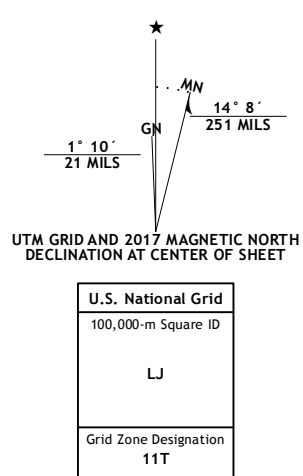 ★
MN
GN
14° 8´
251 MILS
1° 10´
21 MILS
UTM GRID AND 2017 MAGNETIC NORTH
DECLINATION AT CENTER OF SHEET
U.S. National Grid
100,000-m Square ID
LJ
Grid Zone Designation
11T